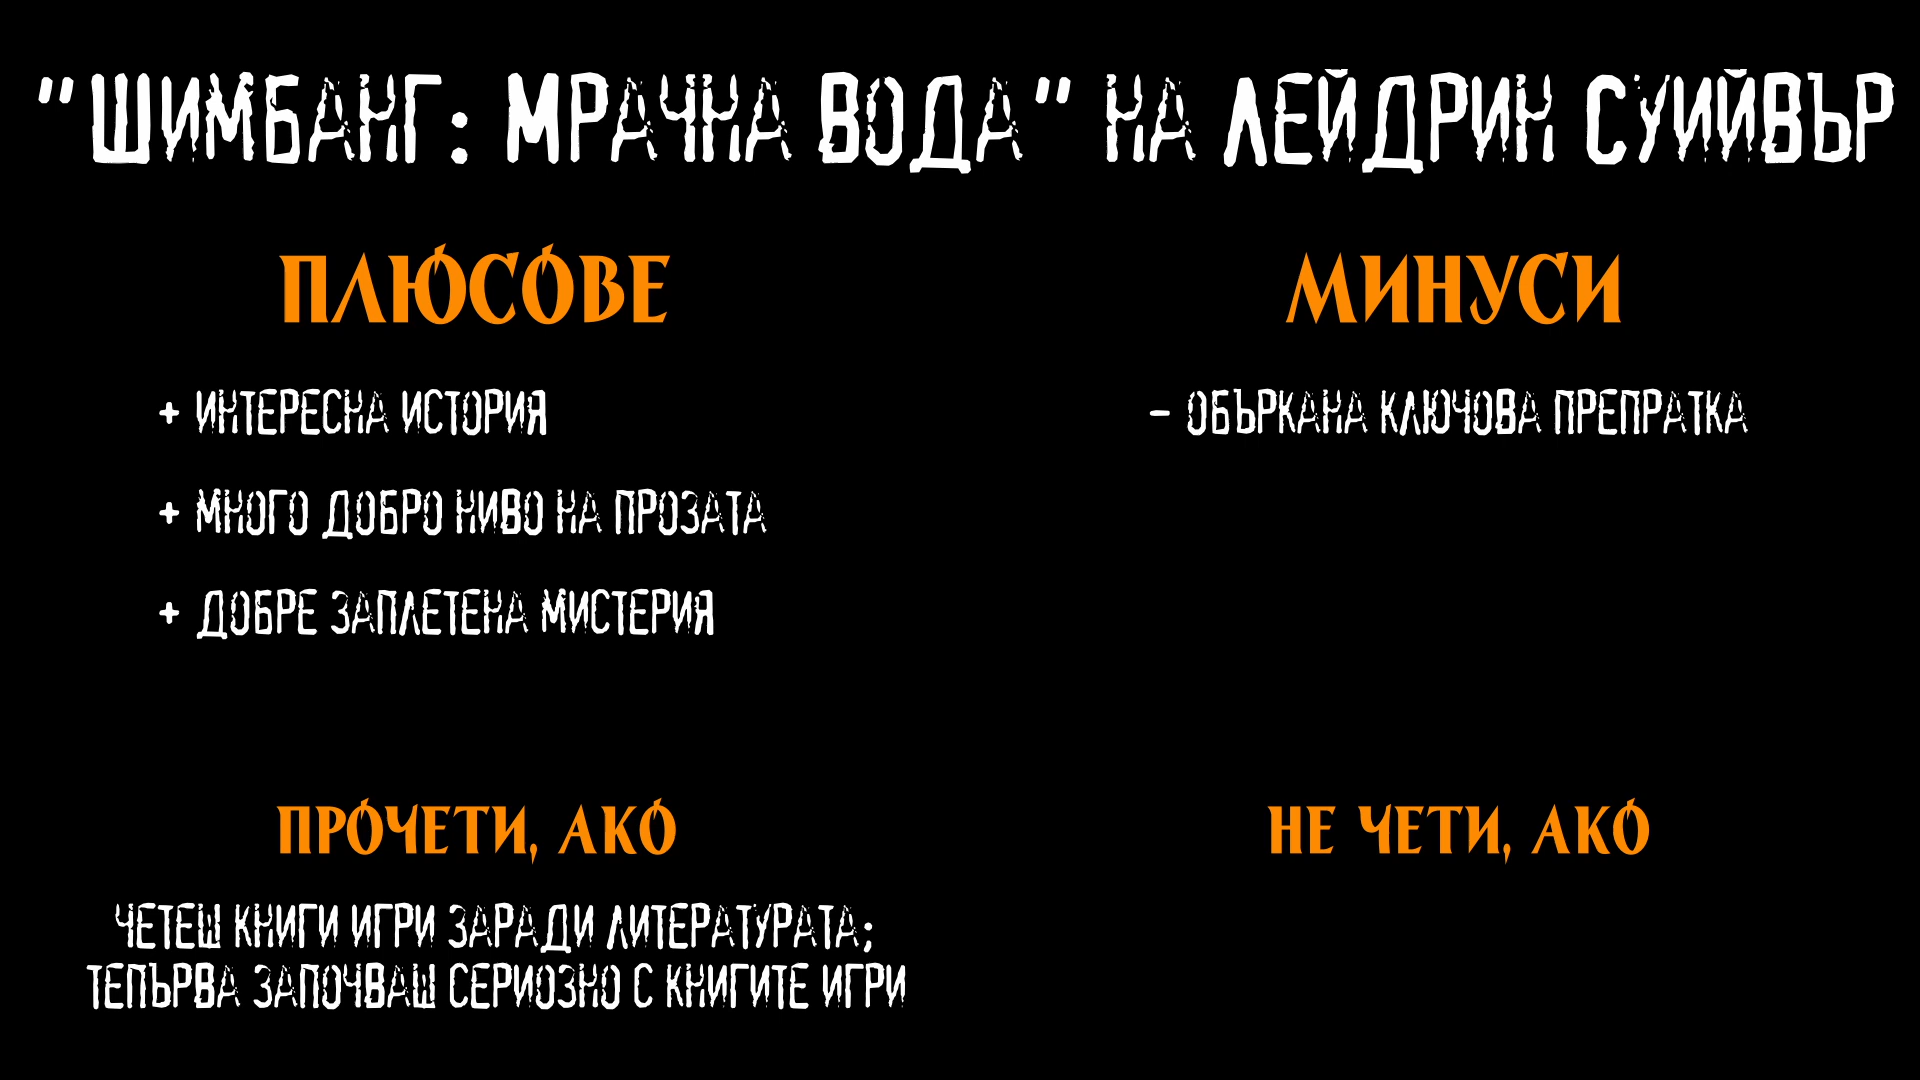 "ШИМБАНГ: МРАЧНА ВОДА" НА ЛЕЙДРИН СУИЙВЪР
ПЛЮСОВЕ
+ ИНТЕРЕСНА ИСТОРИЯ
+ МНОГО ДОБРО НИВО НА ПРОЗАТА
+ ДОБРЕ ЗАПЛЕТЕНА МИСТЕРИЯ
МИНУСИ
- ОБЪРКАНА КЛЮЧОВА ПРЕПРАТКА
ПРОЧЕТИ, АКО
ЧЕТЕШ КНИГИ ИГРИ ЗАРАДИ ЛИТЕРАТУРАТА;
ТЕПЪРВА ЗАПОЧВАШ СЕРИОЗНО С КНИГИТЕ ИГРИ
НЕ ЧЕТИ, АКО